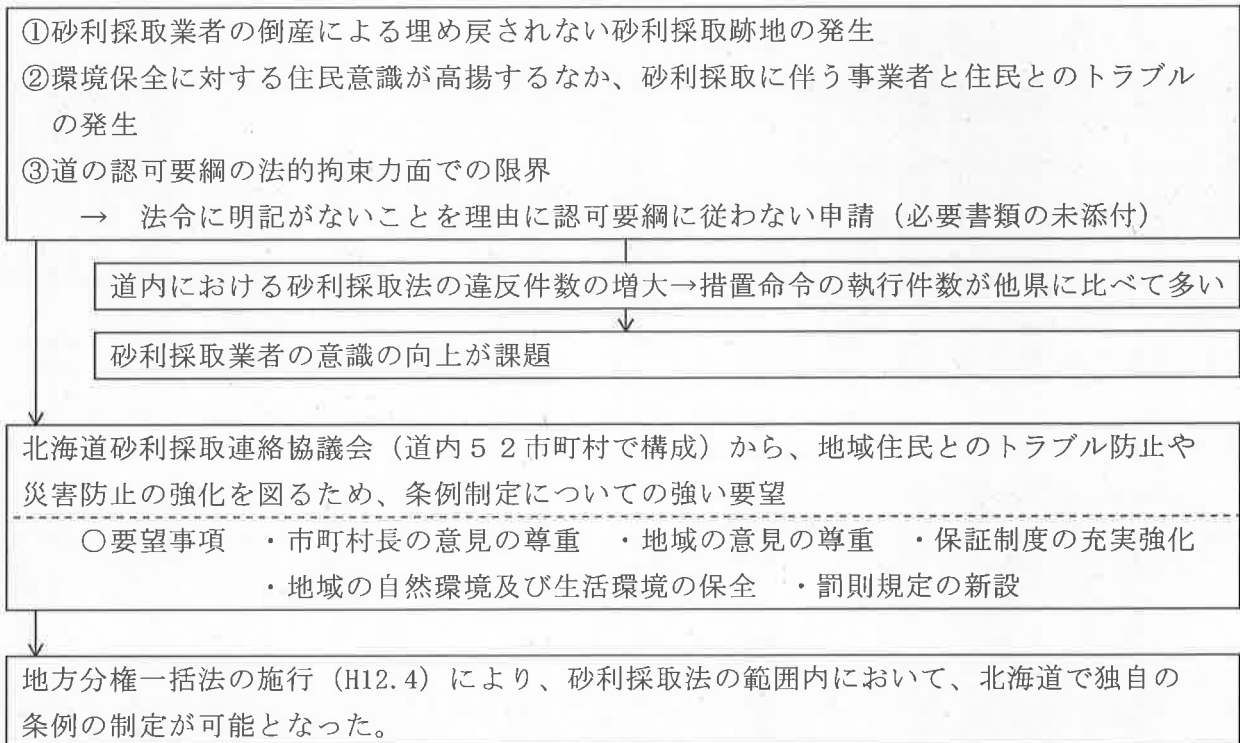 ①砂利採取業者の倒産による埋め戻されない砂利採取跡地の発生
②環境保全に対する住民意識が高揚するなか、砂利採取に伴う事業者と住民とのトラブル
の発生
③道の認可要綱の法的拘束力面での限界
→ 法令に明記がないことを理由に認可要綱に従わない申請（必要書類の未添付）
道内における砂利採取法の違反件数の増大→措置命令の執行件数が他県に比べて多い
砂利採取業者の意識の向上が課題
北海道砂利採取連絡協議会（道内５２市町村で構成）から、地域住民とのトラブル防止や
災害防止の強化を図るため、条例制定についての強い要望
○要望事項 ・市町村長の意見の尊重 ・地域の意見の尊重 ・保証制度の充実強化
・地域の自然環境及び生活環境の保全 ・罰則規定の新設
地方分権一括法の施行（H12.4）により、砂利採取法の範囲内において、北海道で独自の
条例の制定が可能となった。